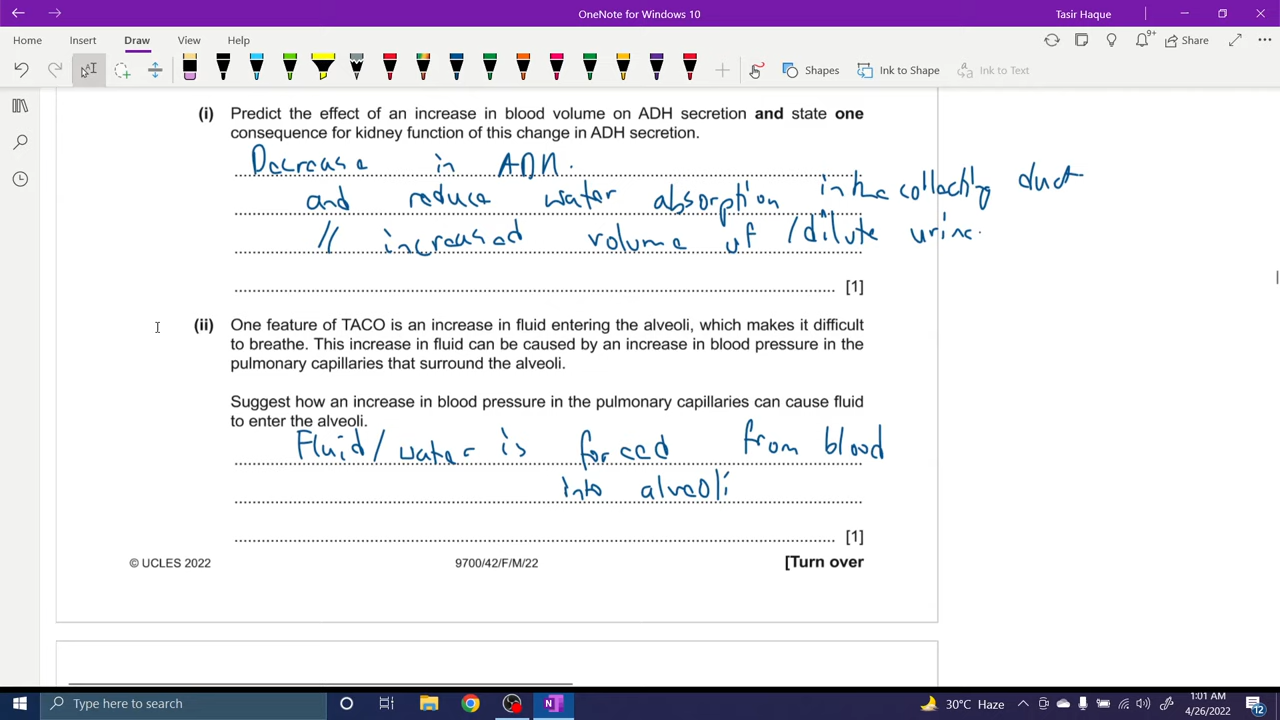 OneNote for Windows 10
Tasir Haque
Home Insert Draw View Help
9+
Share
Shapes
Ink to Shape
Ink to Text
(i) Predict the effect of an increase in blood volume on ADH secretion and state one
consequence for kidney function of this change in ADH secretion.
Decrease in ADH.
and reduce water absorption in the collecting duct
// increased volume of /dilute urine.
[1]
(ii) One feature of TACO is an increase in fluid entering the alveoli, which makes it difficult
to breathe. This increase in fluid can be caused by an increase in blood pressure in the
pulmonary capillaries that surround the alveoli.
Suggest how an increase in blood pressure in the pulmonary capillaries can cause fluid
to enter the alveoli.
Fluid/water is forced from blood
into alveoli
[1]
© UCLES 2022
9700/42/F/M/22
[Turn over
Type here to search
30°C Haze
1:01 AM
4/26/2022
12